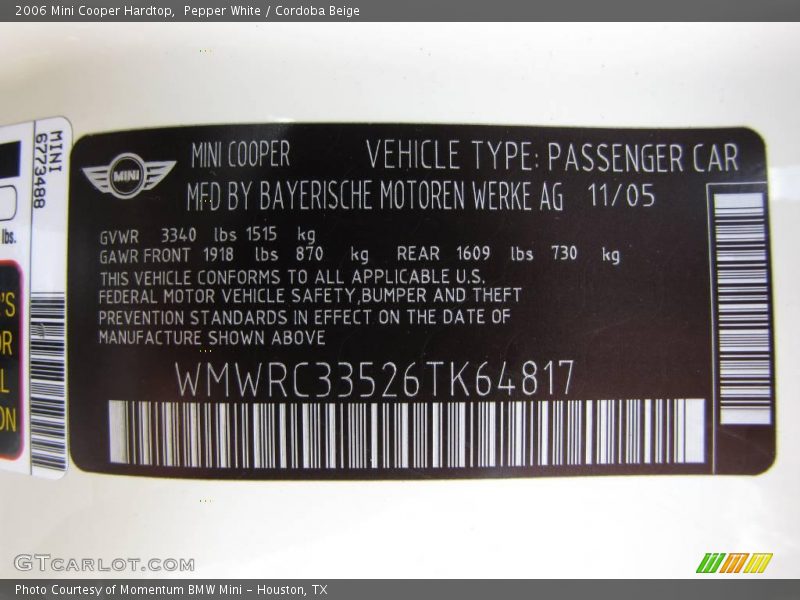 2006 Mini Cooper Hardtop,  Pepper White / Cordoba Beige
MINI
6773488
lbs.
'S
OR
L
ON
MINI
MINI COOPER VEHICLE TYPE: PASSENGER CAR
MFD BY BAYERISCHE MOTOREN WERKE AG 11/05
GVWR 3340 lbs 1515 kg
GAWR FRONT 1918 lbs 870 kg REAR 1609 lbs 730 kg
THIS VEHICLE CONFORMS TO ALL APPLICABLE U.S.
FEDERAL MOTOR VEHICLE SAFETY,BUMPER AND THEFT
PREVENTION STANDARDS IN EFFECT ON THE DATE OF
MANUFACTURE SHOWN ABOVE
WMWRC33526TK64817
GTCARLOT.COM
Photo Courtesy of Momentum BMW Mini - Houston, TX